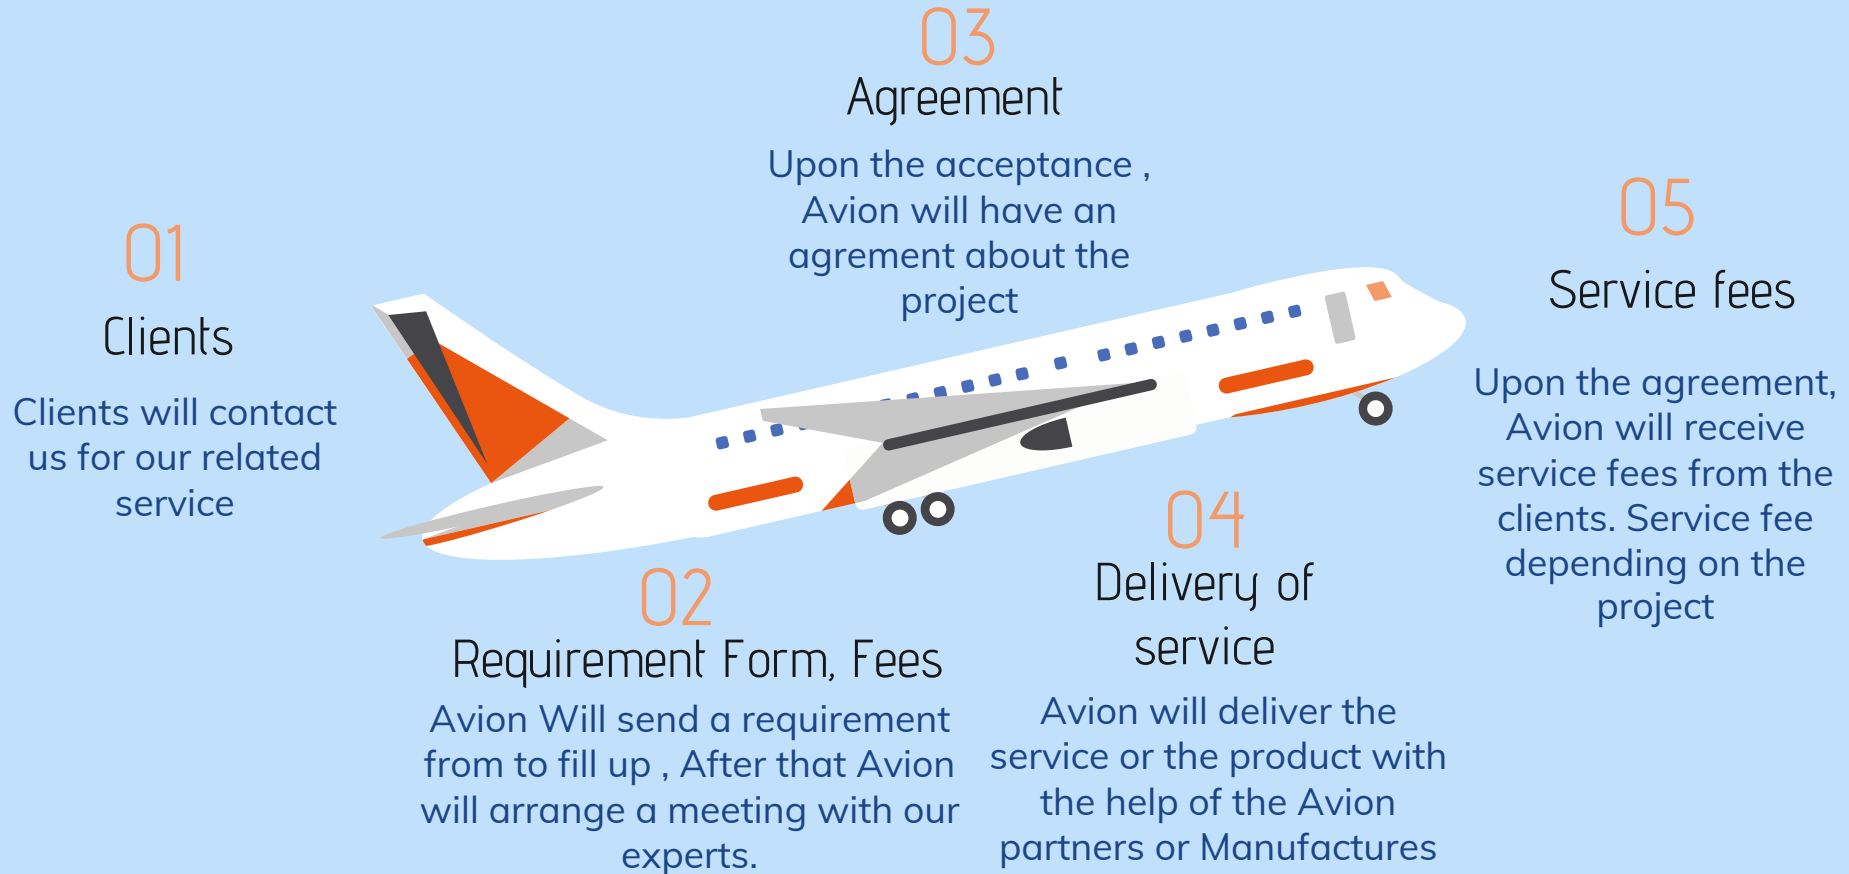 01
Clients
Clients will contact
us for our related
service
02
Requirement Form, Fees
Avion Will send a requirement
from to fill up , After that Avion
will arrange a meeting with our
experts.
03
Agreement
Upon the acceptance ,
Avion will have an
agrement about the
project
04
Delivery of
service
Avion will deliver the
service or the product with
the help of the Avion
partners or Manufactures
05
Service fees
Upon the agreement,
Avion will receive
service fees from the
clients. Service fee
depending on the
project